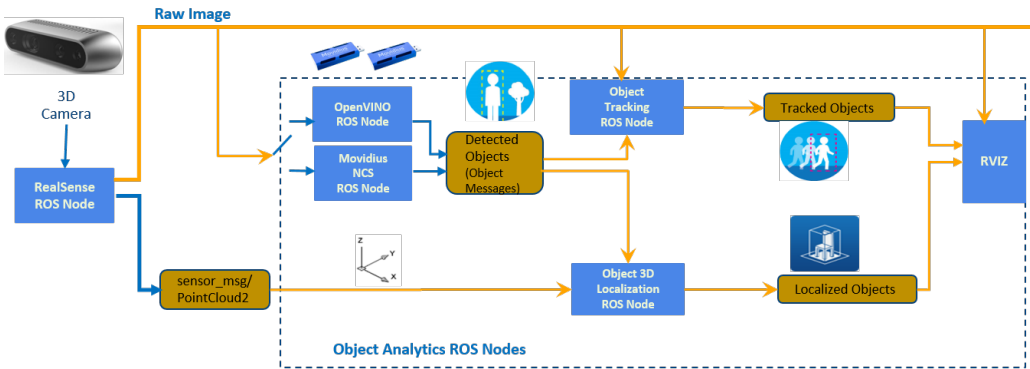 Raw Image
3D
Camera
RealSense
ROS Node
sensor_msg/
PointCloud2
OpenVINO
ROS Node
Movidius
NCS
ROS Node
Detected
Objects
(Object
Messages)
Object
Tracking
ROS Node
Tracked Objects
RVIZ
Z
Y
X
Object 3D
Localization
ROS Node
Localized Objects
Object Analytics ROS Nodes